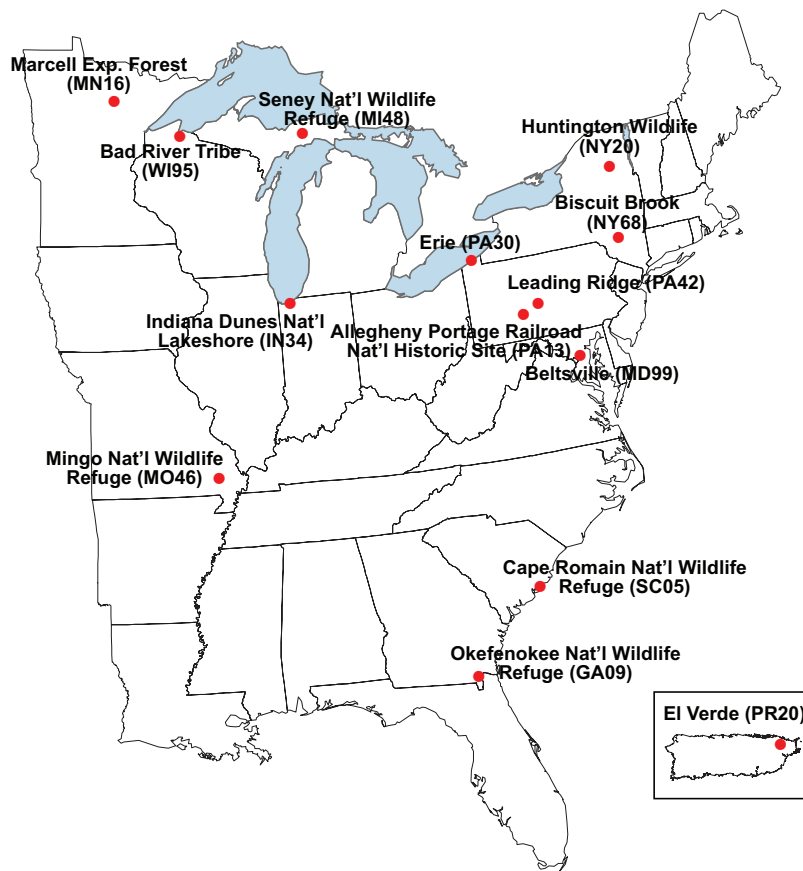 Marcell Exp. Forest
(MN16)
Seney Nat'l Wildlife
Refuge (MI48)
Huntington Wildlife
(NY20)
Bad River Tribe
(WI95)
Biscuit Brook
(NY68)
Erie (PA30)
Leading Ridge (PA42)
Indiana Dunes Nat'l
Lakeshore (IN34)
Allegheny Portage Railroad
Nat'l Historic Site (PA13)
Beltsville (MD99)
Mingo Nat'l Wildlife
Refuge (MO46)
Cape Romain Nat'l Wildlife
Refuge (SC05)
Okefenokee Nat'l Wildlife
Refuge (GA09)
El Verde (PR20)